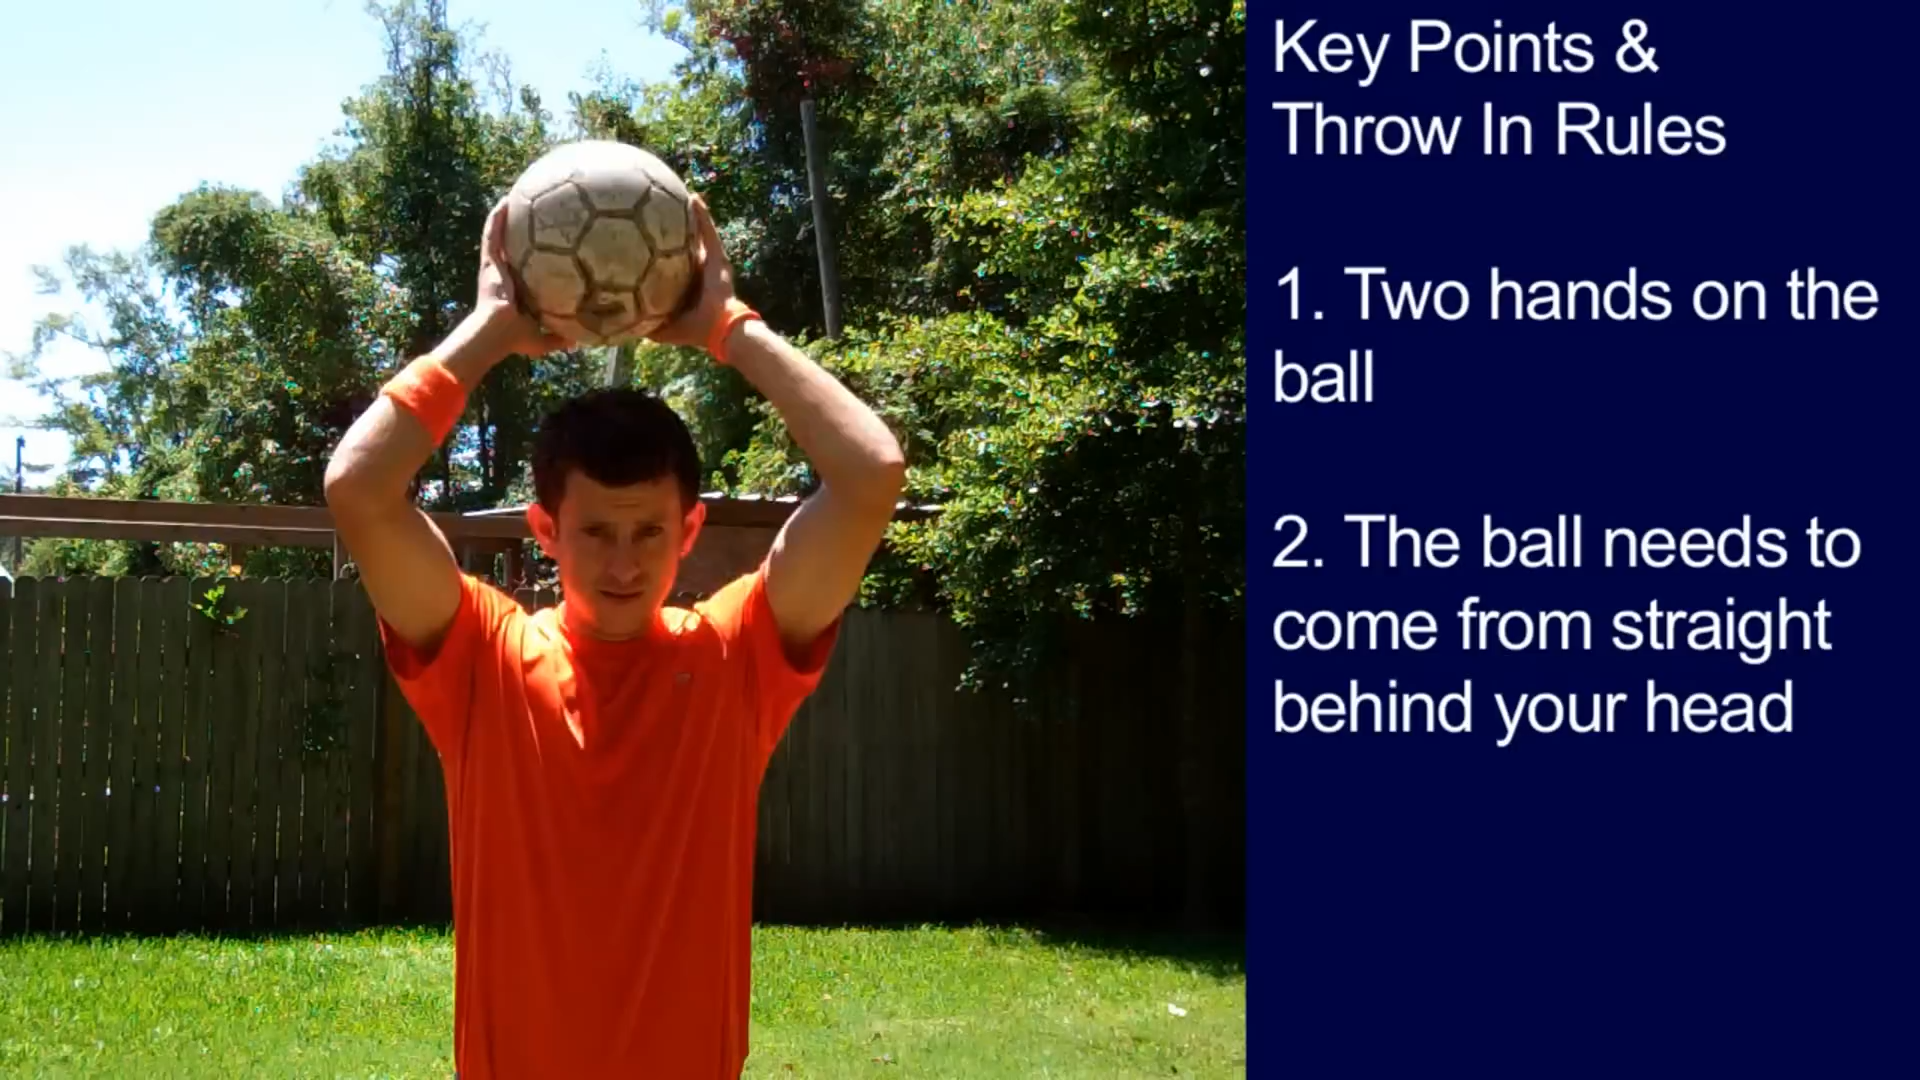 Key Points &
Throw In Rules
1. Two hands on the
ball
2. The ball needs to
come from straight
behind your head